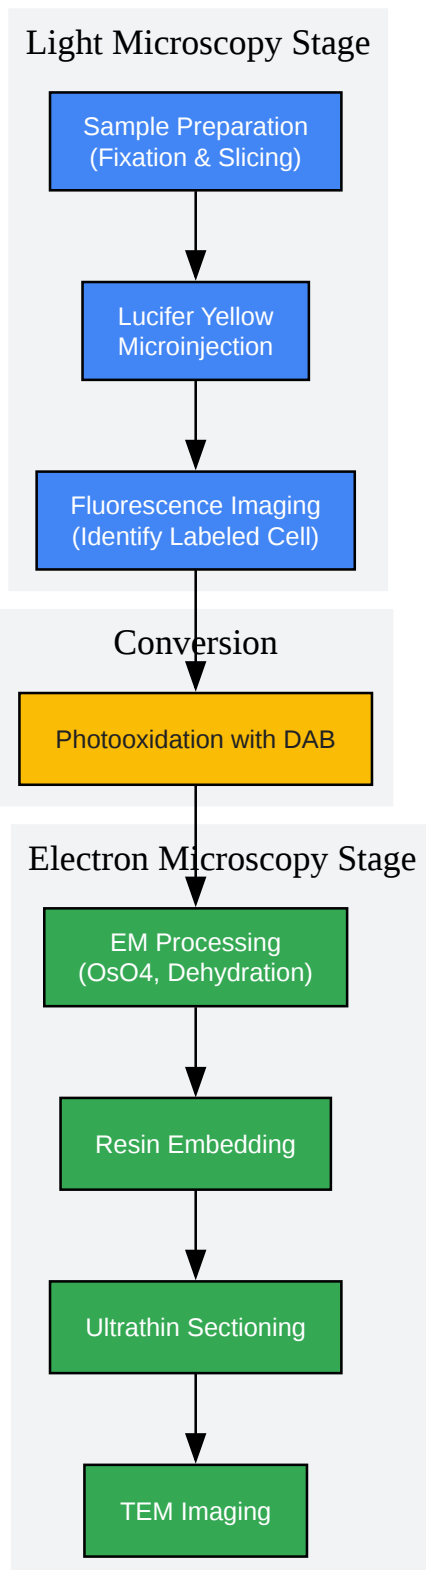 Light Microscopy Stage
Sample Preparation
(Fixation & Slicing)
Lucifer Yellow
Microinjection
Fluorescence Imaging
(Identify Labeled Cell)
Conversion
Photooxidation with DAB
Electron Microscopy Stage
EM Processing
(OsO4, Dehydration)
Resin Embedding
Ultrathin Sectioning
TEM Imaging